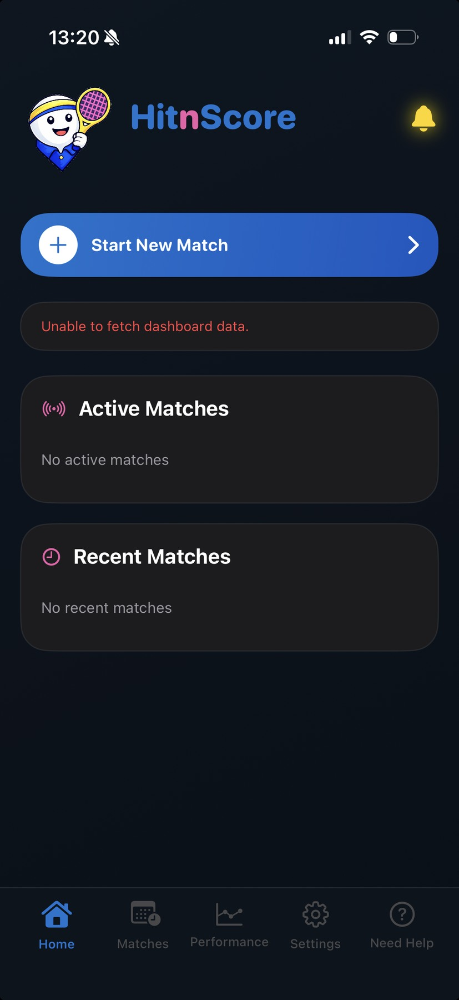 13:20
HitnScore
Start New Match
Unable to fetch dashboard data.
Active Matches
No active matches
Recent Matches
No recent matches
Home
Matches
Performance
Settings
Need Help